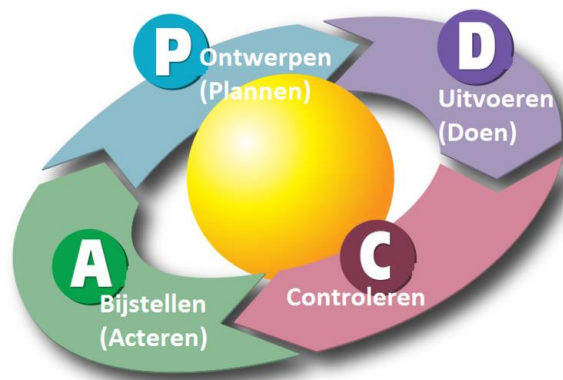 P
Ontwerpen
(Plannen)
D
Uitvoeren
(Doen)
C
Controleren
A
Bijstellen
(Acteren)